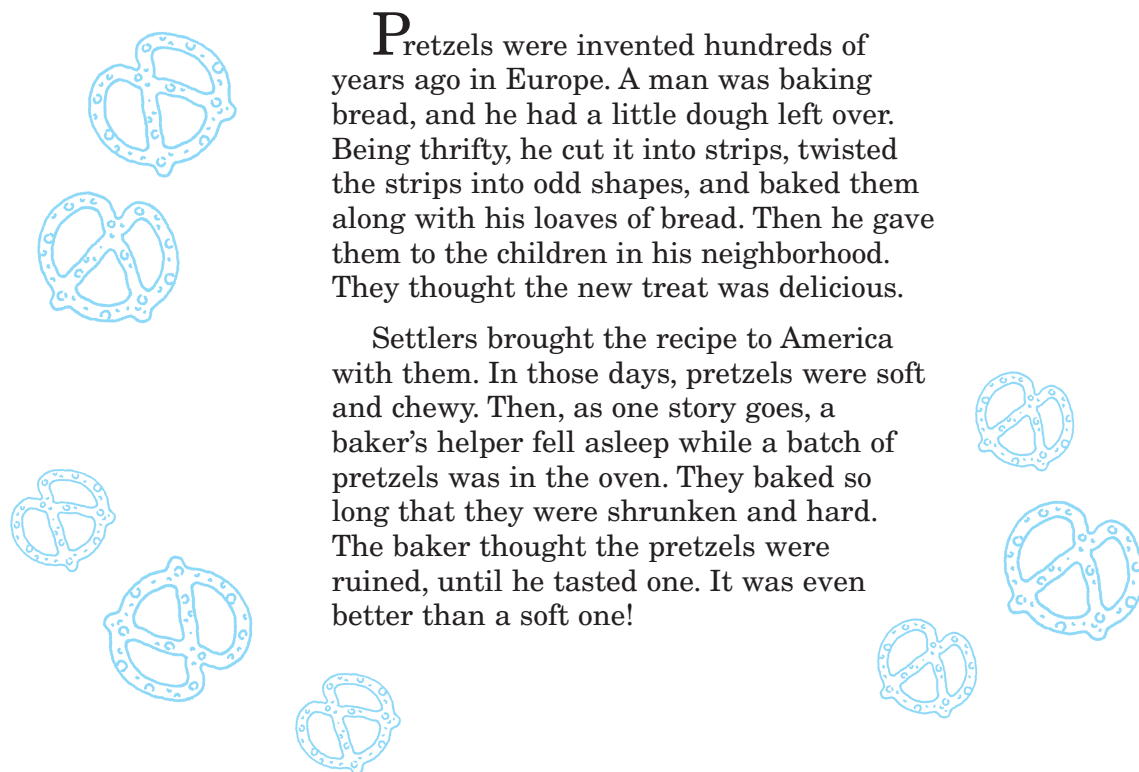 Pretzels were invented hundreds of
years ago in Europe. A man was baking
bread, and he had a little dough left over.
Being thrifty, he cut it into strips, twisted
the strips into odd shapes, and baked them
along with his loaves of bread. Then he gave
them to the children in his neighborhood.
They thought the new treat was delicious.
Settlers brought the recipe to America
with them. In those days, pretzels were soft
and chewy. Then, as one story goes, a
baker’s helper fell asleep while a batch of
pretzels was in the oven. They baked so
long that they were shrunken and hard.
The baker thought the pretzels were
ruined, until he tasted one. It was even
better than a soft one!